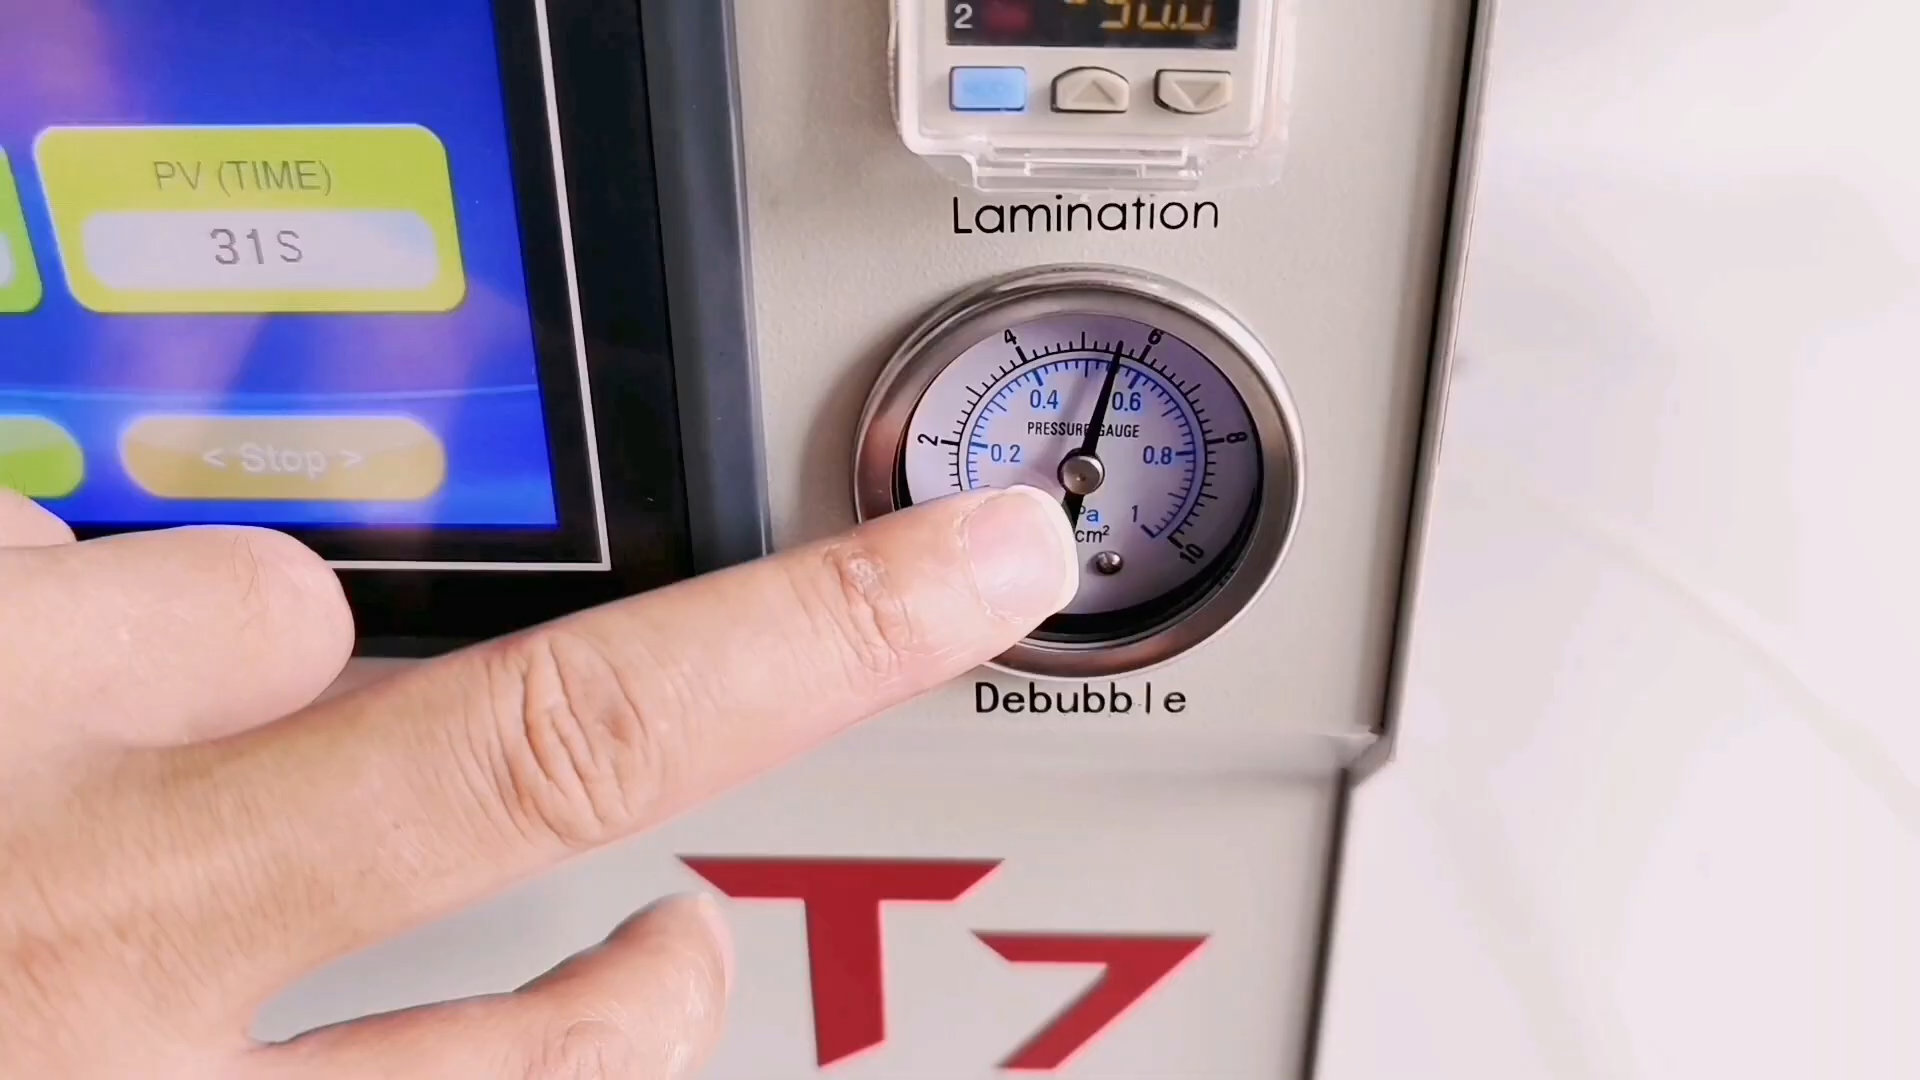 2
PV (TIME)
31S
< Stop >
Lamination
4
6
0.4
0.6
PRESSURE GAUGE
2
8
0.2
0.8
Pa
1
cm²
10
Debubble
T7